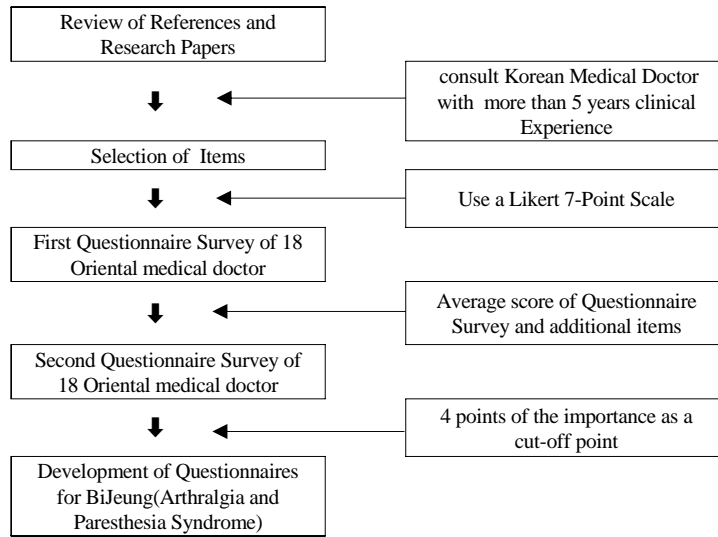 Review of References and
Research Papers
consult Korean Medical Doctor
with more than 5 years clinical
Experience
Selection of Items
Use a Likert 7-Point Scale
First Questionnaire Survey of 18
Oriental medical doctor
Average score of Questionnaire
Survey and additional items
Second Questionnaire Survey of
18 Oriental medical doctor
4 points of the importance as a
cut-off point
Development of Questionnaires
for BiJeung(Arthralgia and
Paresthesia Syndrome)